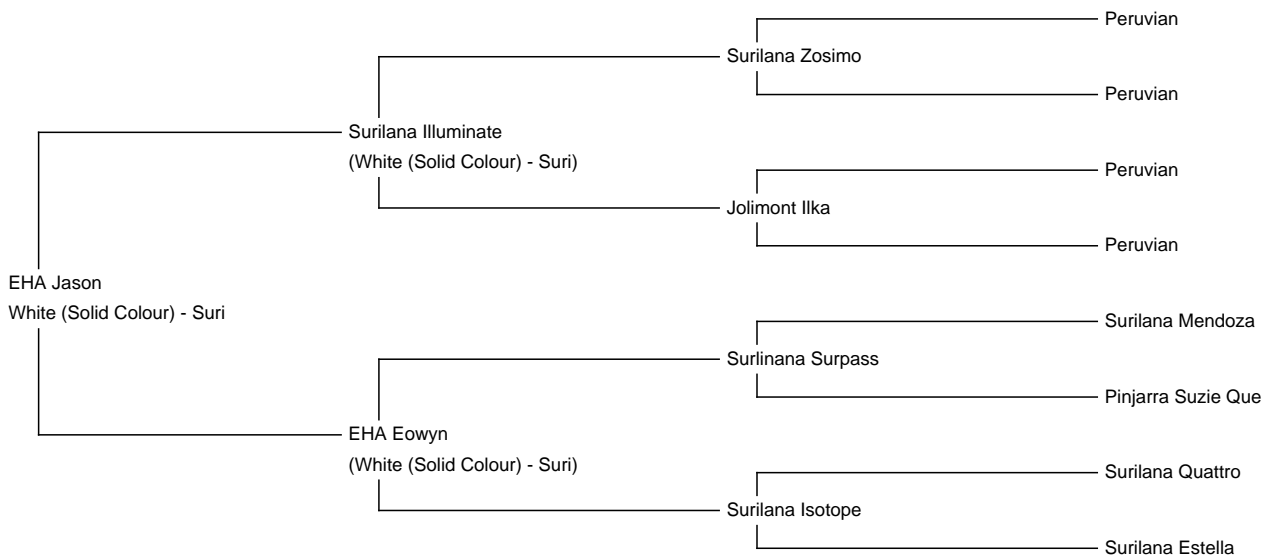 Peruvian
Surilana Zosimo
Peruvian
Surilana Illuminate
(White (Solid Colour) - Suri)
Peruvian
Jolimont Ilka
Peruvian
EHA Jason
White (Solid Colour) - Suri
Surilana Mendoza
Surlinana Surpass
Pinjarra Suzie Que
EHA Eowyn
(White (Solid Colour) - Suri)
Surilana Quattro
Surilana Isotope
Surilana Estella